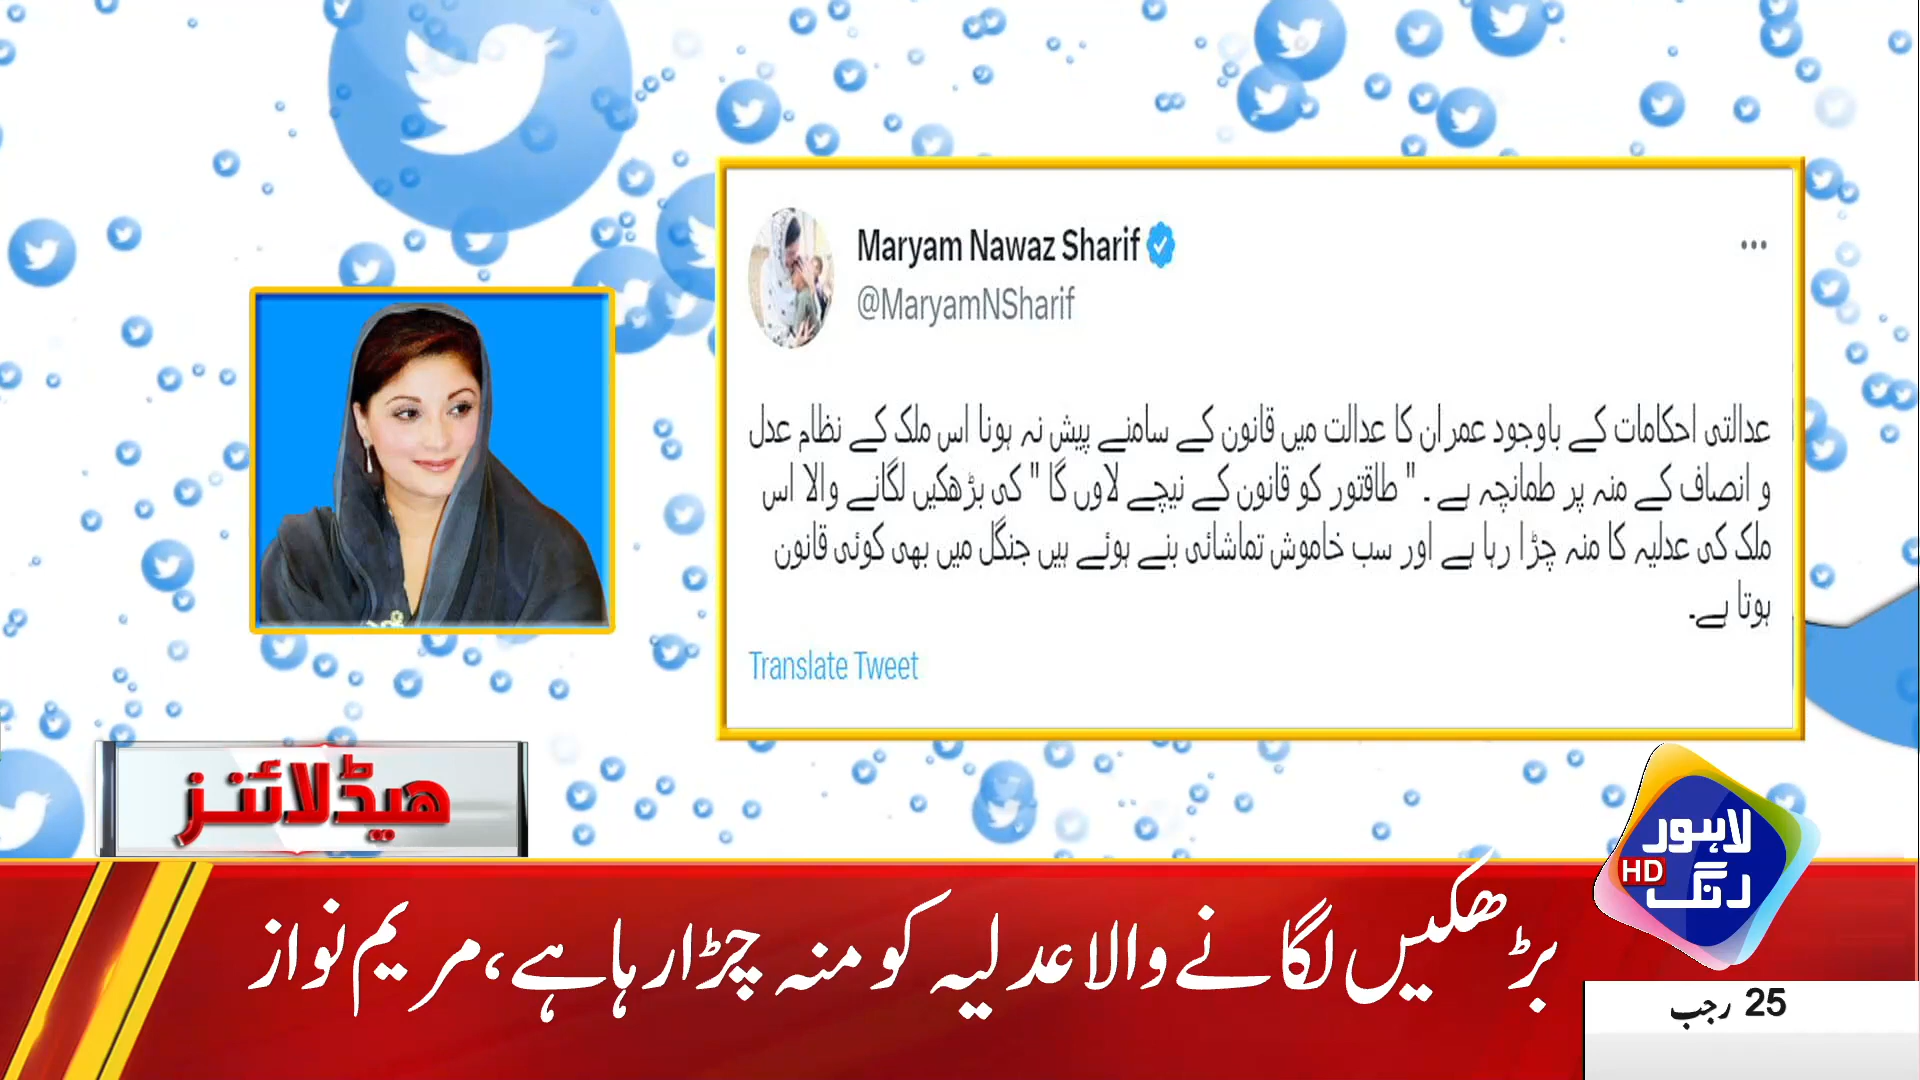 Maryam Nawaz Sharif
@MaryamNSharif
عدالتی احکامات کے باوجود عمران کا عدالت میں قانون کے سامنے پیش نہ ہونا اس ملک کے نظام عدل
و انصاف کے منہ پر طمانچہ ہے ۔ " طاقتور کو قانون کے نیچے لاوں گا " کی بڑھکیں لگانے والا اس
ملک کی عدلیہ کا منہ چڑا رہا ہے اور سب خاموش تماشائی بنے ہوئے ہیں جنگل میں بھی کوئی قانون
ہوتا ہے۔
Translate Tweet
ہیڈلائنز
لاہور
HD رنگ
بڑھکیں لگانے والا عدلیہ کو منہ چڑا رہا ہے، مریم نواز
25 رجب